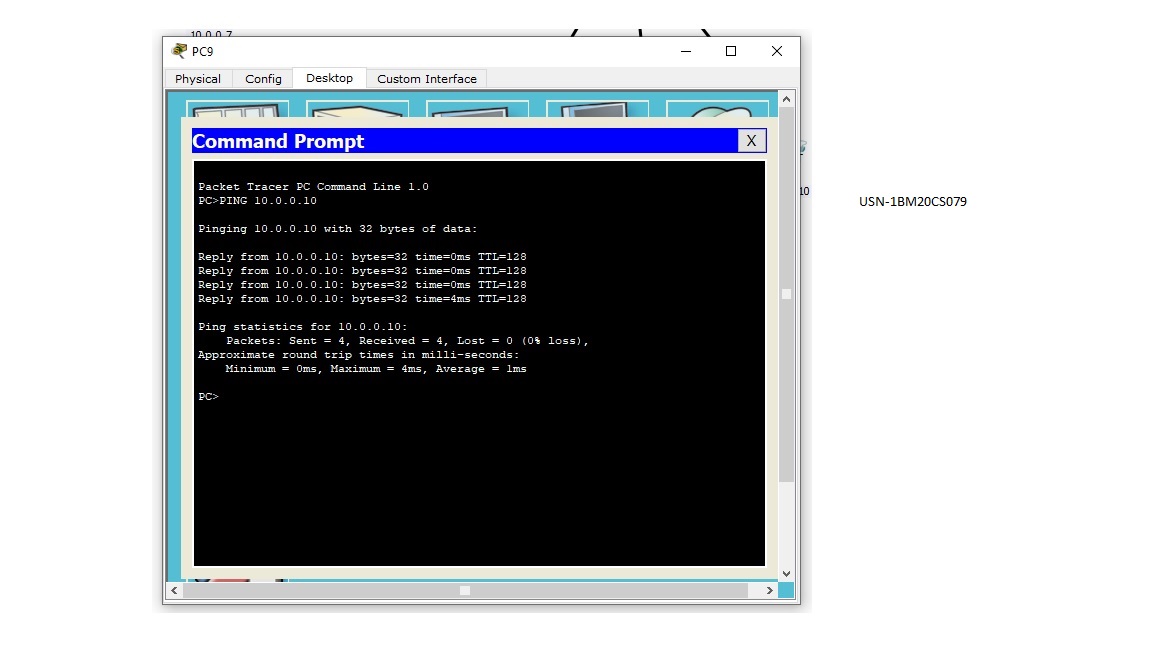 10.0.0.7
PC9
Physical Config Desktop Custom Interface
Command Prompt X
Packet Tracer PC Command Line 1.0
PC>PING 10.0.0.10
Pinging 10.0.0.10 with 32 bytes of data:
Reply from 10.0.0.10: bytes=32 time=0ms TTL=128
Reply from 10.0.0.10: bytes=32 time=0ms TTL=128
Reply from 10.0.0.10: bytes=32 time=0ms TTL=128
Reply from 10.0.0.10: bytes=32 time=4ms TTL=128
Ping statistics for 10.0.0.10:
Packets: Sent = 4, Received = 4, Lost = 0 (0% loss),
Approximate round trip times in milli-seconds:
Minimum = 0ms, Maximum = 4ms, Average = 1ms
PC>
10
USN-1BM20CS079